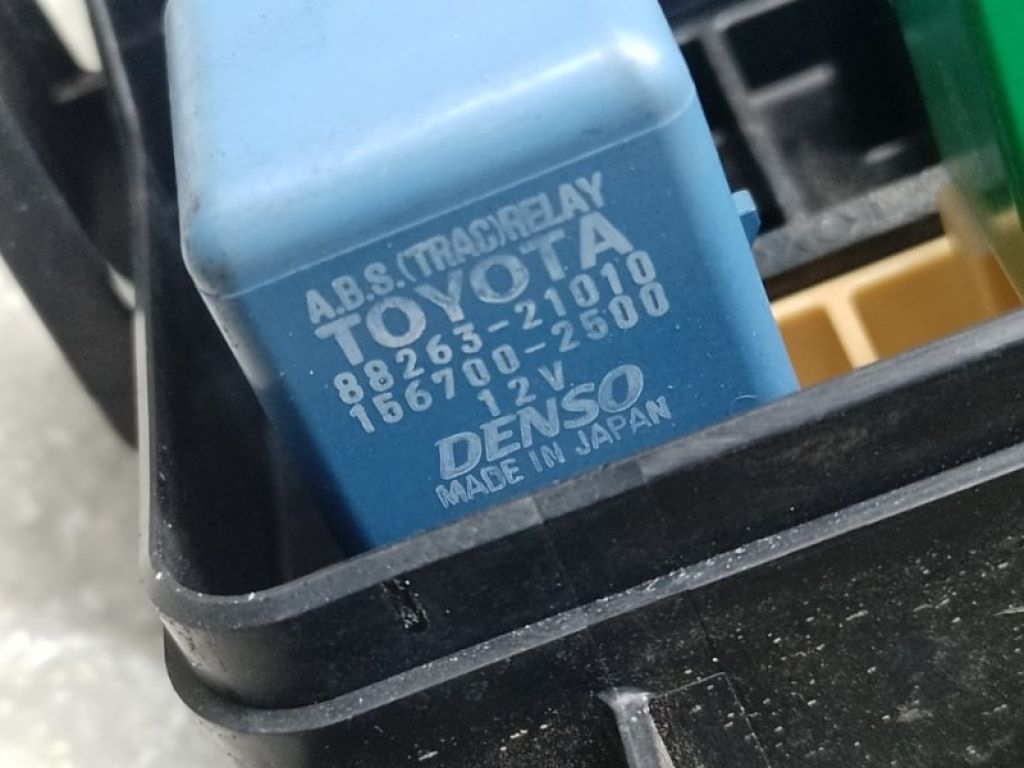 A.B.S.(TRAC)RELAY
TOYOTA
88263-21010
156700-2500
12V
DENSO
MADE IN JAPAN